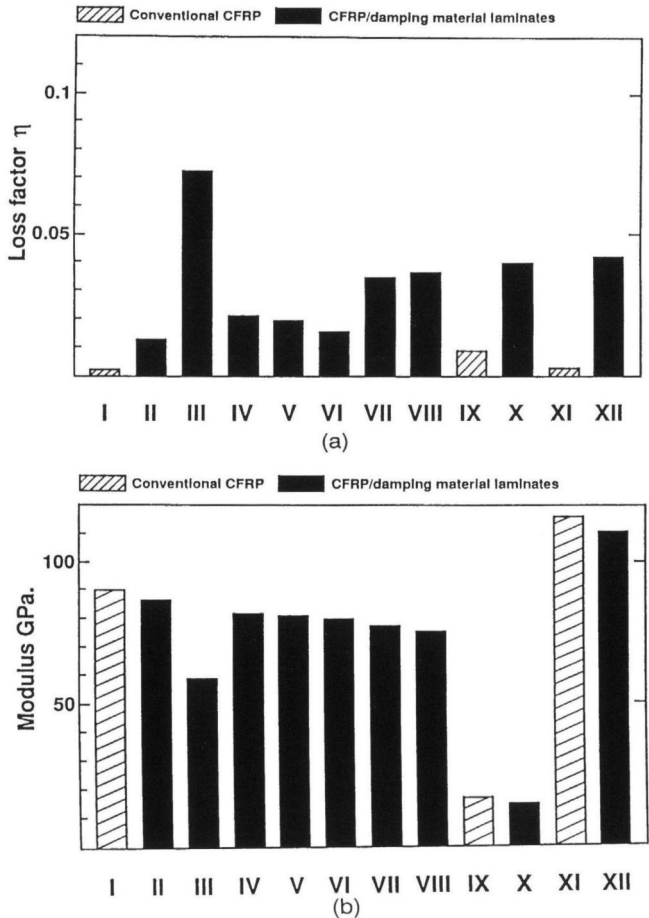 Conventional CFRP CFRP/damping material laminates
0.1
0.05
Loss factor η
I II III IV V VI VII VIII IX X XI XII
(a)
Conventional CFRP CFRP/damping material laminates
100
50
Modulus GPa.
I II III IV V VI VII VIII IX X XI XII
(b)